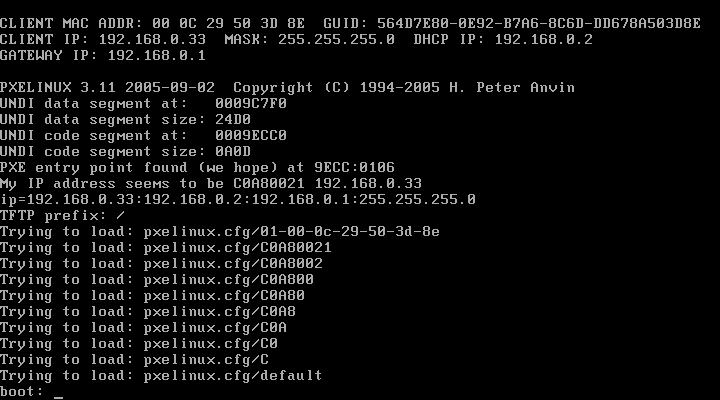 CLIENT MAC ADDR: 00 0C 29 50 3D 8E  GUID: 564D7E80-0E92-B7A6-8C6D-DD678A503D8E
CLIENT IP: 192.168.0.33  MASK: 255.255.255.0  DHCP IP: 192.168.0.2
GATEWAY IP: 192.168.0.1

PXELINUX 3.11 2005-09-02  Copyright (C) 1994-2005 H. Peter Anvin
UNDI data segment at:   0009C7F0
UNDI data segment size: 24D0
UNDI code segment at:   0009ECC0
UNDI code segment size: 0A0D
PXE entry point found (we hope) at 9ECC:0106
My IP address seems to be C0A80021 192.168.0.33
ip=192.168.0.33:192.168.0.2:192.168.0.1:255.255.255.0
TFTP prefix: /
Trying to load: pxelinux.cfg/01-00-0c-29-50-3d-8e
Trying to load: pxelinux.cfg/C0A80021
Trying to load: pxelinux.cfg/C0A8002
Trying to load: pxelinux.cfg/C0A800
Trying to load: pxelinux.cfg/C0A80
Trying to load: pxelinux.cfg/C0A8
Trying to load: pxelinux.cfg/C0A
Trying to load: pxelinux.cfg/C0
Trying to load: pxelinux.cfg/C
Trying to load: pxelinux.cfg/default
boot: _